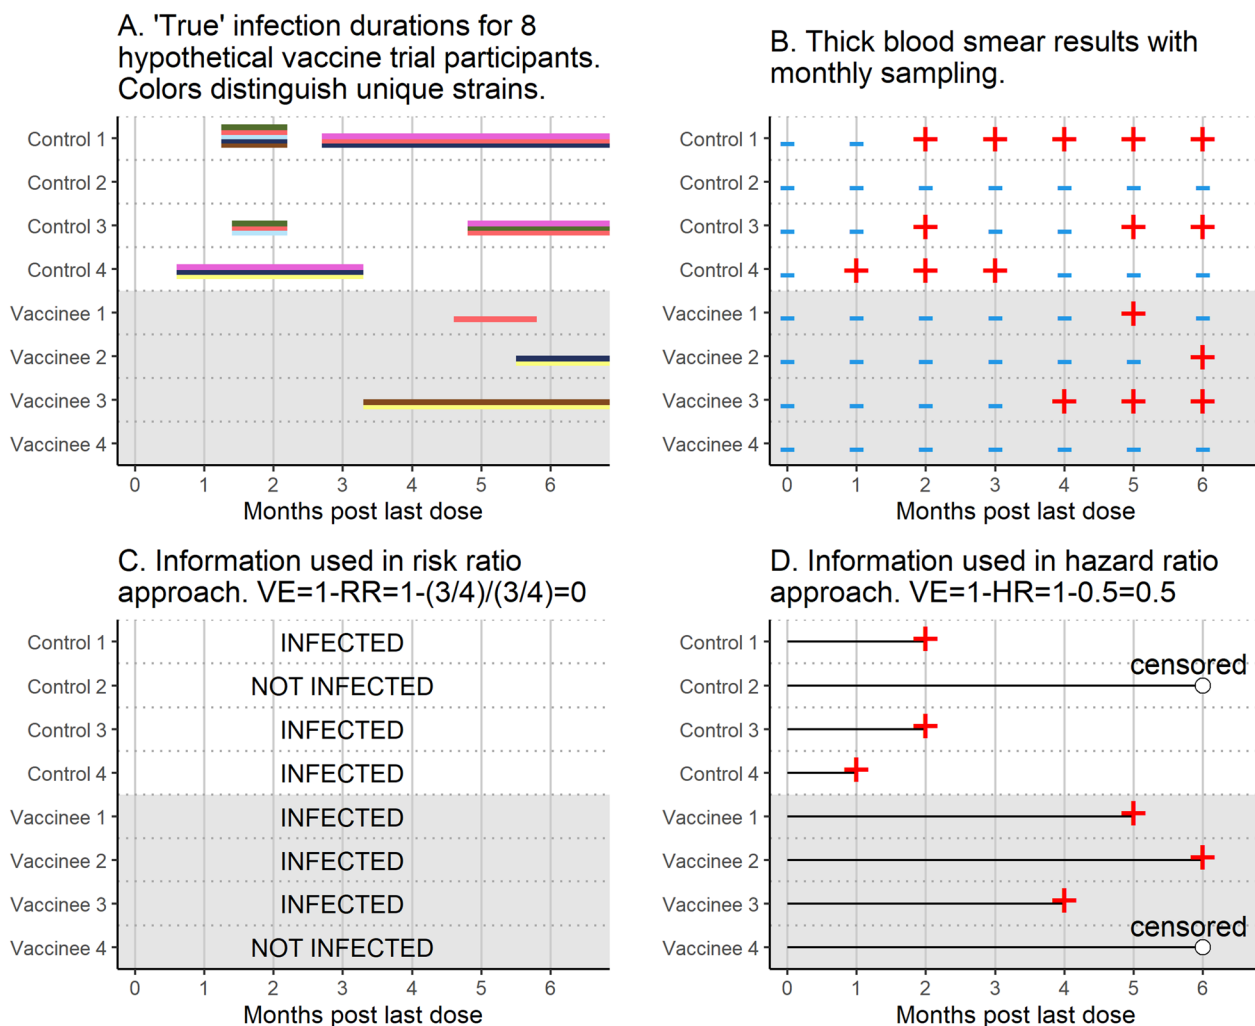 A. 'True' infection durations for 8
hypothetical vaccine trial participants.
Colors distinguish unique strains.
Control 1
Control 2
Control 3
Control 4
Vaccinee 1
Vaccinee 2
Vaccinee 3
Vaccinee 4
0 1 2 3 4 5 6
Months post last dose
B. Thick blood smear results with
monthly sampling.
Control 1
Control 2
Control 3
Control 4
Vaccinee 1
Vaccinee 2
Vaccinee 3
Vaccinee 4
0 1 2 3 4 5 6
Months post last dose
C. Information used in risk ratio
approach. VE=1-RR=1-(3/4)/(3/4)=0
Control 1 INFECTED
Control 2 NOT INFECTED
Control 3 INFECTED
Control 4 INFECTED
Vaccinee 1 INFECTED
Vaccinee 2 INFECTED
Vaccinee 3 INFECTED
Vaccinee 4 NOT INFECTED
0 1 2 3 4 5 6
Months post last dose
D. Information used in hazard ratio
approach. VE=1-HR=1-0.5=0.5
Control 1
censored
Control 2
Control 3
Control 4
Vaccinee 1
Vaccinee 2
Vaccinee 3
censored
Vaccinee 4
0 1 2 3 4 5 6
Months post last dose